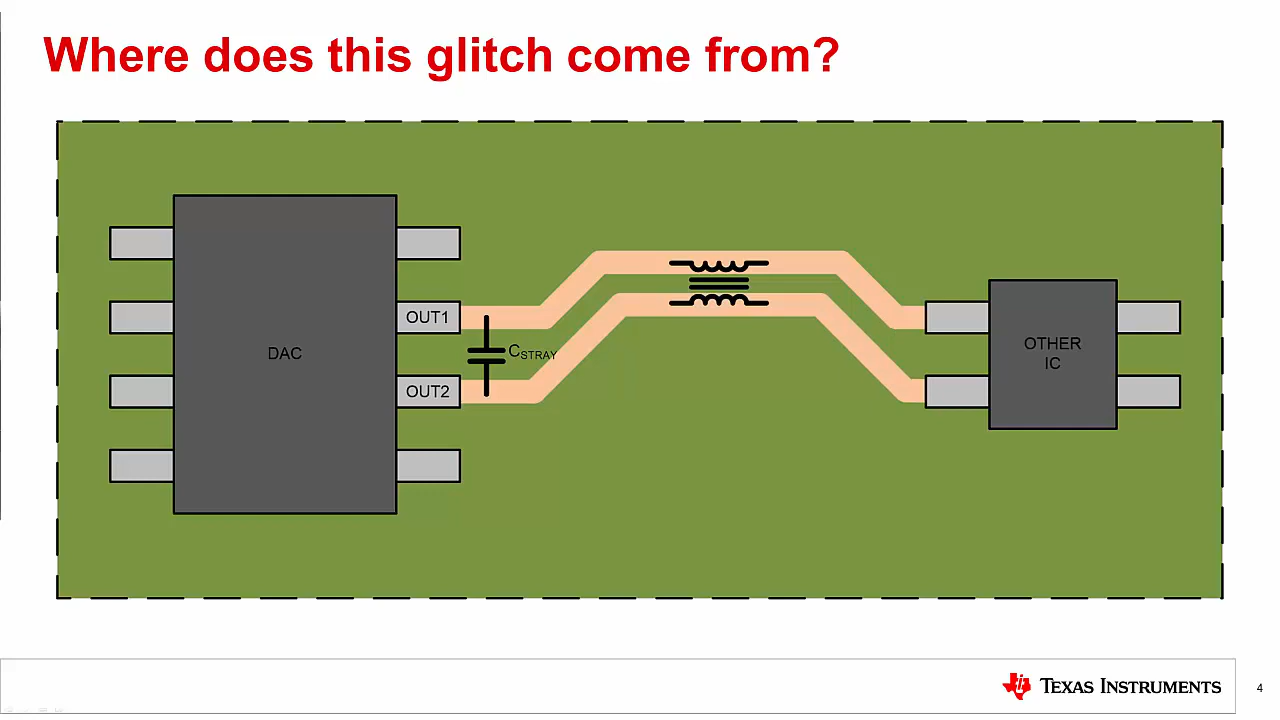 Where does this glitch come from?
OUT1
DAC
CSTRAY
OUT2
OTHER
IC
TEXAS INSTRUMENTS
4